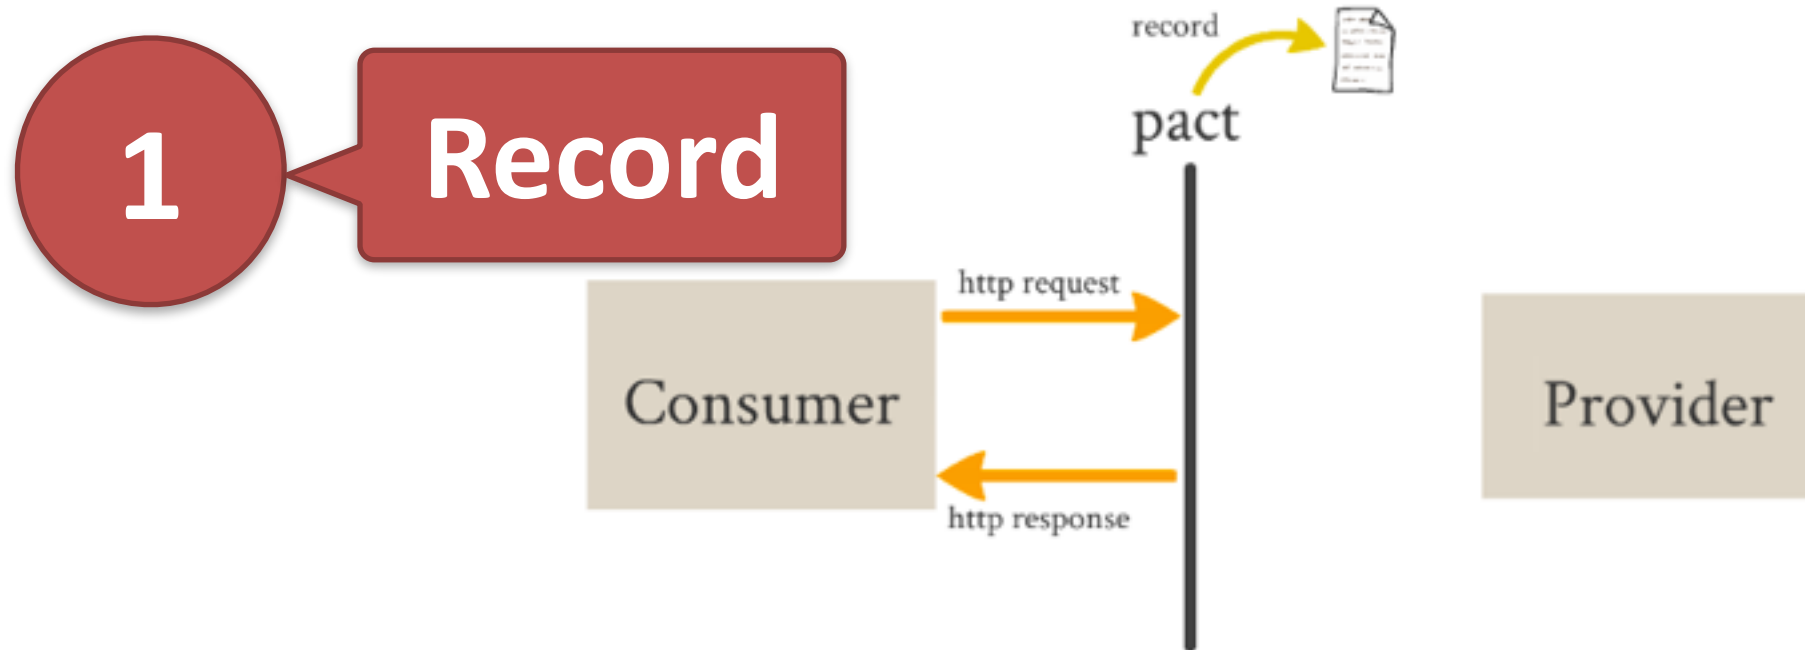 1
Record
record
pact
http request
Consumer
Provider
http response